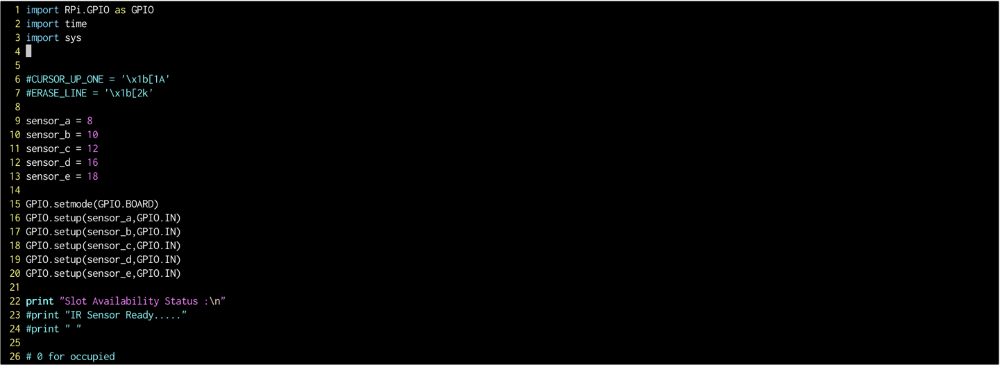 1 import RPi.GPIO as GPIO
2 import time
3 import sys
4
5
6 #CURSOR_UP_ONE = '\x1b[1A'
7 #ERASE_LINE = '\x1b[2k'
8
9 sensor_a = 8
10 sensor_b = 10
11 sensor_c = 12
12 sensor_d = 16
13 sensor_e = 18
14
15 GPIO.setmode(GPIO.BOARD)
16 GPIO.setup(sensor_a,GPIO.IN)
17 GPIO.setup(sensor_b,GPIO.IN)
18 GPIO.setup(sensor_c,GPIO.IN)
19 GPIO.setup(sensor_d,GPIO.IN)
20 GPIO.setup(sensor_e,GPIO.IN)
21
22 print "Slot Availability Status :\n"
23 #print "IR Sensor Ready....."
24 #print " "
25
26 # 0 for occupied